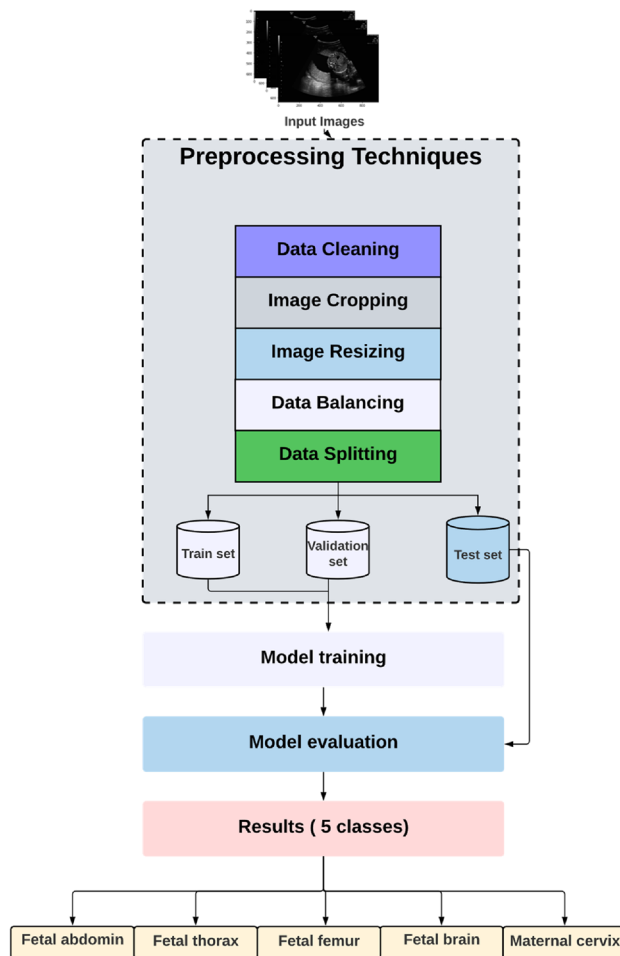 Input Images
Preprocessing Techniques
Data Cleaning
Image Cropping
Image Resizing
Data Balancing
Data Splitting
Train set
Validation
set
Test set
Model training
Model evaluation
Results ( 5 classes)
Fetal abdomin
Fetal thorax
Fetal femur
Fetal brain
Maternal cervix